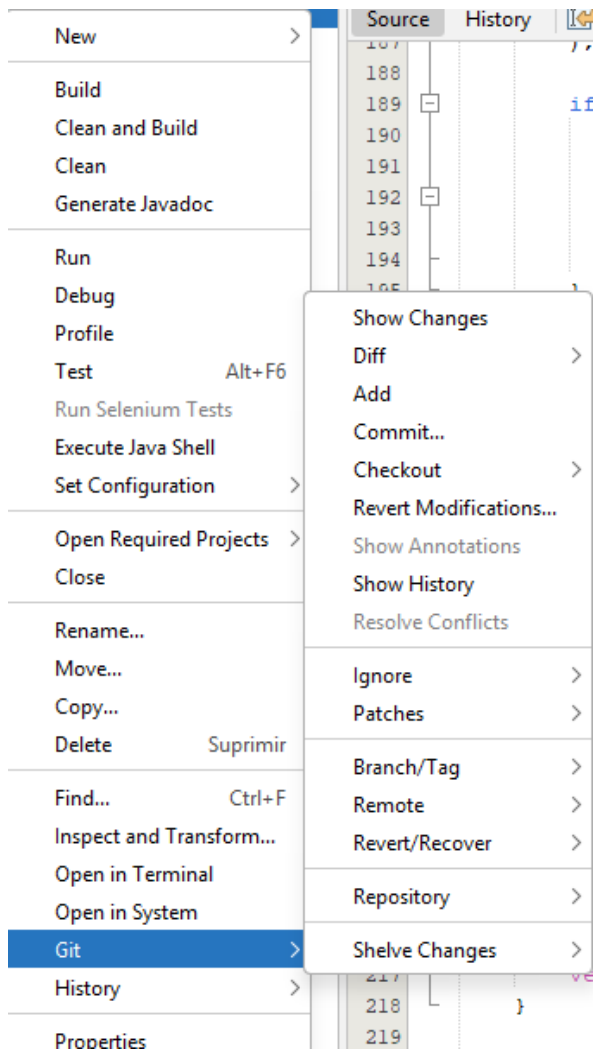 New
Build
Clean and Build
Clean
Generate Javadoc
Run
Debug
Profile
Test Alt+F6
Run Selenium Tests
Execute Java Shell
Set Configuration
Open Required Projects
Close
Rename...
Move...
Copy...
Delete Suprimir
Find... Ctrl+F
Inspect and Transform...
Open in Terminal
Open in System
Git
History
Properties
Show Changes
Diff
Add
Commit...
Checkout
Revert Modifications...
Show Annotations
Show History
Resolve Conflicts
Ignore
Patches
Branch/Tag
Remote
Revert/Recover
Repository
Shelve Changes
Source History
187 );
188
189 if
190
191
192
193
194
195 }
217 ve
218 }
219